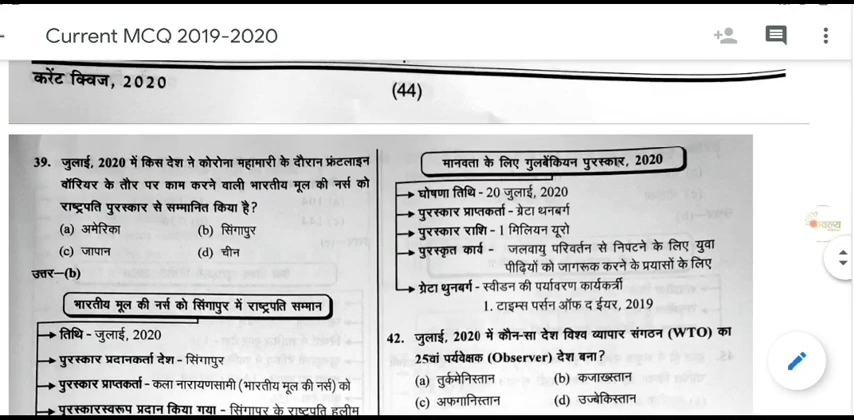 Current MCQ 2019-2020
करेंट क्विज, 2020
(44)
39. जुलाई, 2020 में किस देश ने कोरोना महामारी के दौरान फ्रंटलाइन
वॉरियर के तौर पर काम करने वाली भारतीय मूल की नर्स को
राष्ट्रपति पुरस्कार से सम्मानित किया है?
(a) अमेरिका (b) सिंगापुर
(c) जापान (d) चीन
उत्तर—(b)
भारतीय मूल की नर्स को सिंगापुर में राष्ट्रपति सम्मान
तिथि - जुलाई, 2020
पुरस्कार प्रदानकर्ता देश - सिंगापुर
पुरस्कार प्राप्तकर्ता - कला नारायणसामी (भारतीय मूल की नर्स) को
पुरस्कारस्वरूप प्रदान किया गया - सिंगापुर के राष्ट्रपति हलीम
मानवता के लिए गुलबेंकियन पुरस्कार, 2020
घोषणा तिथि - 20 जुलाई, 2020
पुरस्कार प्राप्तकर्ता - ग्रेटा थनबर्ग
पुरस्कार राशि - 1 मिलियन यूरो
पुरस्कृत कार्य - जलवायु परिवर्तन से निपटने के लिए युवा
पीढ़ियों को जागरूक करने के प्रयासों के लिए
ग्रेटा थुनबर्ग - स्वीडन की पर्यावरण कार्यकर्त्री
1. टाइम्स पर्सन ऑफ द ईयर, 2019
42. जुलाई, 2020 में कौन-सा देश विश्व व्यापार संगठन (WTO) का
25वां पर्यवेक्षक (Observer) देश बना?
(a) तुर्कमेनिस्तान (b) कजाख्स्तान
(c) अफगानिस्तान (d) उज्बेकिस्तान